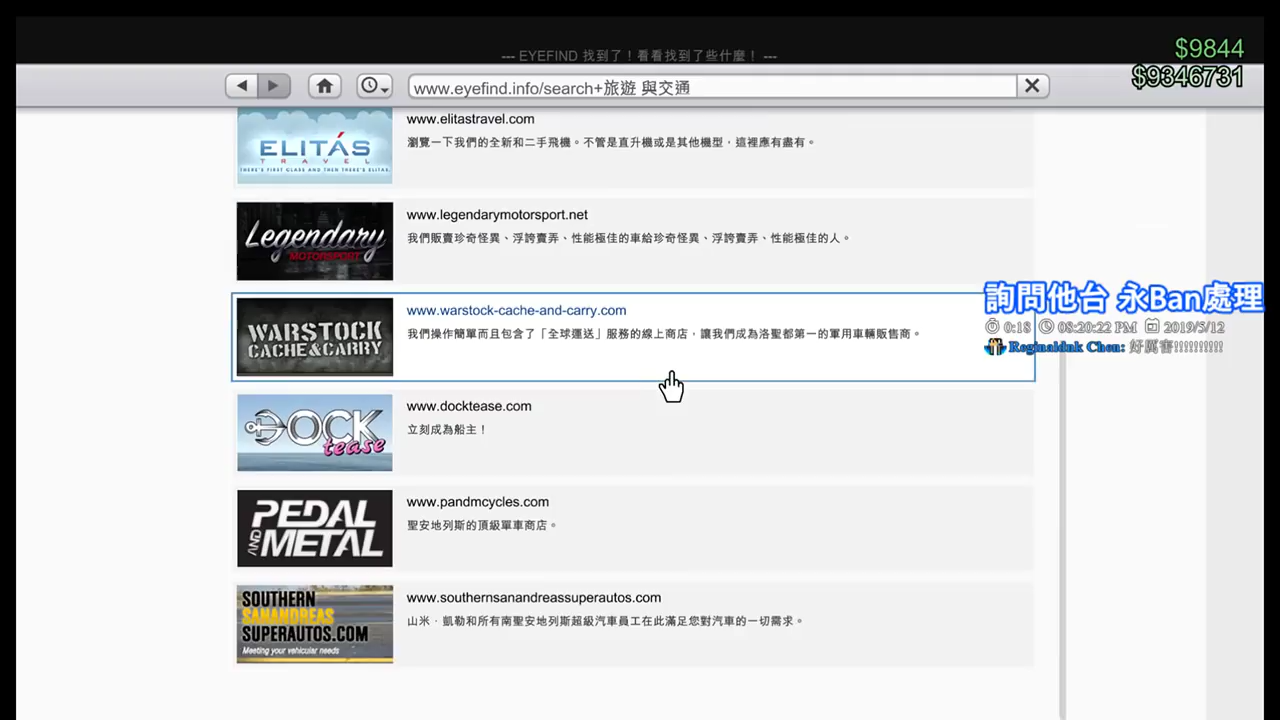 --- EYEFIND 找到了！看看找到了些什麼！ ---
$9844
$9346731
www.eyefind.info/search+旅遊 與交通
ELITÁS
TRAVEL
THERE'S FIRST CLASS AND THEN THERE'S ELITAS.
www.elitastravel.com
瀏覽一下我們的全新和二手飛機。不管是直升機或是其他機型，這裡應有盡有。
Legendary
MOTORSPORT
www.legendarymotorsport.net
我們販賣珍奇怪異、浮誇賣弄、性能極佳的車給珍奇怪異、浮誇賣弄、性能極佳的人。
WARSTOCK
CACHE&CARRY
www.warstock-cache-and-carry.com
我們操作簡單而且包含了「全球運送」服務的線上商店，讓我們成為洛聖都第一的軍用車輛販售商。
詢問他台 永Ban處理
0:18 08:20:22 PM 2019/5/12
Reginaldnk Chen: 好厲害!!!!!!!!!!
DOCK
tease
www.docktease.com
立刻成為船主！
PEDAL
AND
METAL
www.pandmcycles.com
聖安地列斯的頂級單車商店。
SOUTHERN
SANANDREAS
SUPERAUTOS.COM
Meeting your vehicular needs
www.southernsanandreassuperautos.com
山米．凱勒和所有南聖安地列斯超級汽車員工在此滿足您對汽車的一切需求。